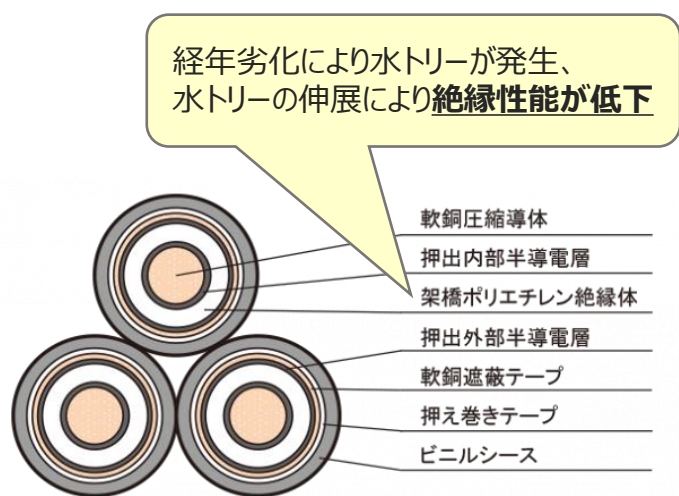 経年劣化により水トリーが発生、
水トリーの伸展により絶縁性能が低下
軟銅圧縮導体
押出内部半導電層
架橋ポリエチレン絶縁体
押出外部半導電層
軟銅遮蔽テープ
押え巻きテープ
ビニルシース